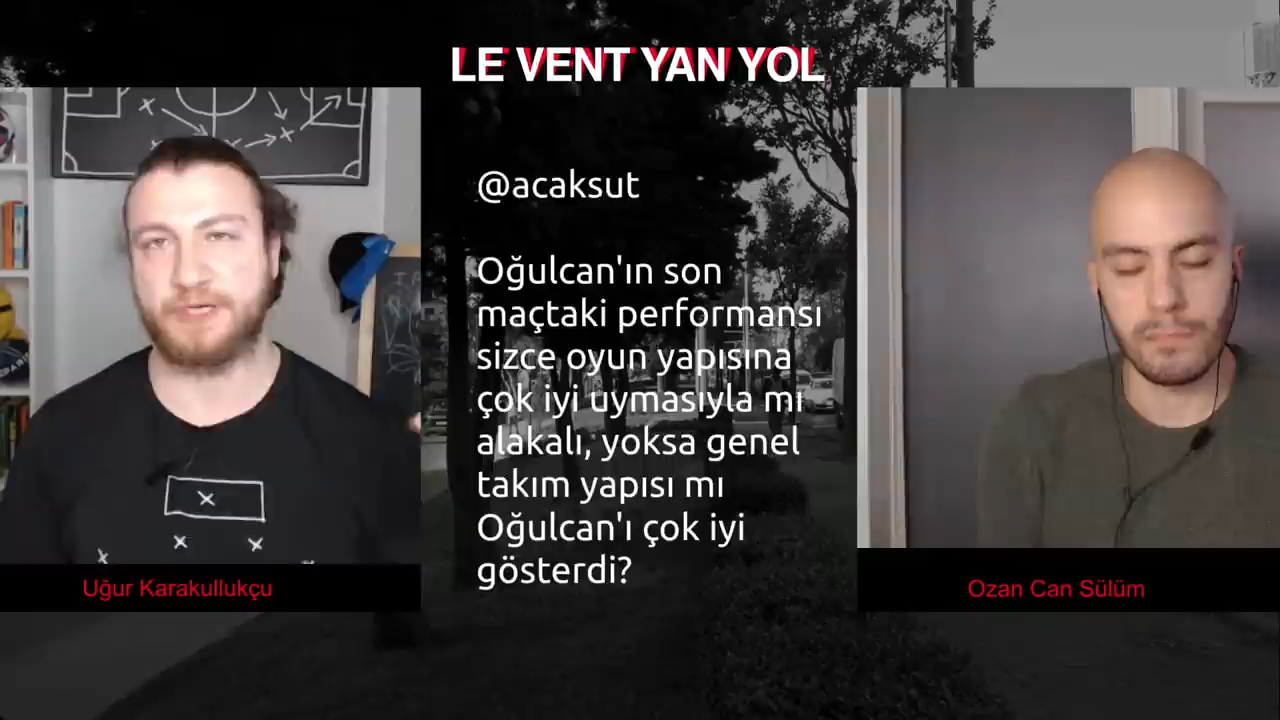 LE VENT YAN YOL
@acaksut
Oğulcan'ın son
maçtaki performansı
sizce oyun yapısına
çok iyi uymasıyla mı
alakalı, yoksa genel
takım yapısı mı
Oğulcan'ı çok iyi
gösterdi?
Uğur Karakullukçu
Ozan Can Sülüm